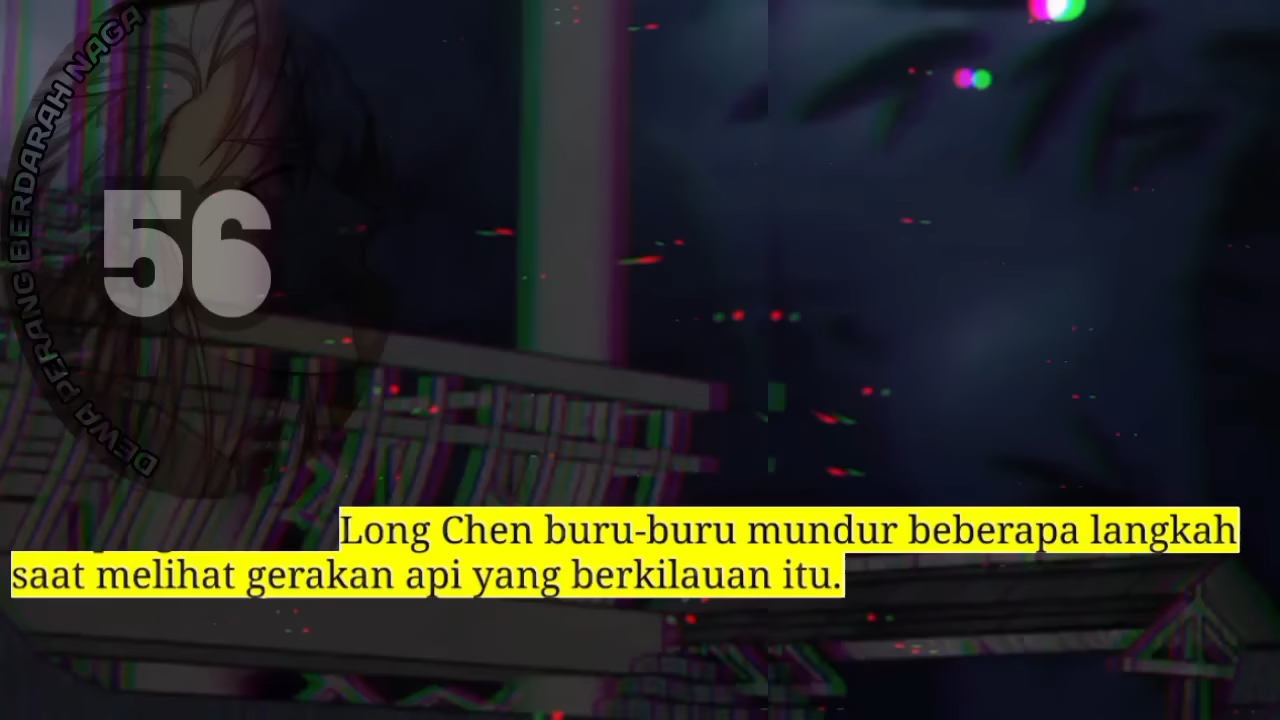 DEWA PERANG BERDARAH NAGA
56
Long Chen buru-buru mundur beberapa langkah
saat melihat gerakan api yang berkilauan itu.